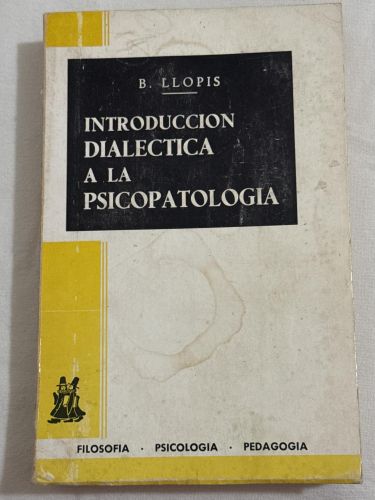 B. LLOPIS
INTRODUCCION
DIALECTICA
A LA
PSICOPATOLOGIA
FILOSOFIA · PSICOLOGIA · PEDAGOGIA